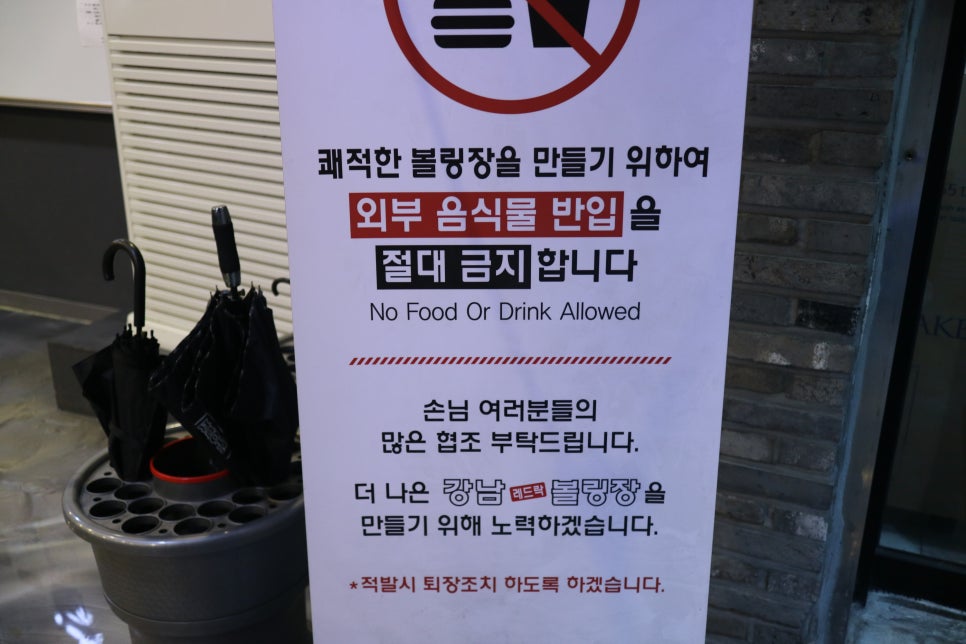 쾌적한 볼링장을 만들기 위하여
외부 음식물 반입을
절대 금지합니다
No Food Or Drink Allowed
손님 여러분들의
많은 협조 부탁드립니다.
더 나은 강남 레드락 볼링장을
만들기 위해 노력하겠습니다.
*적발시 퇴장조치 하도록 하겠습니다.